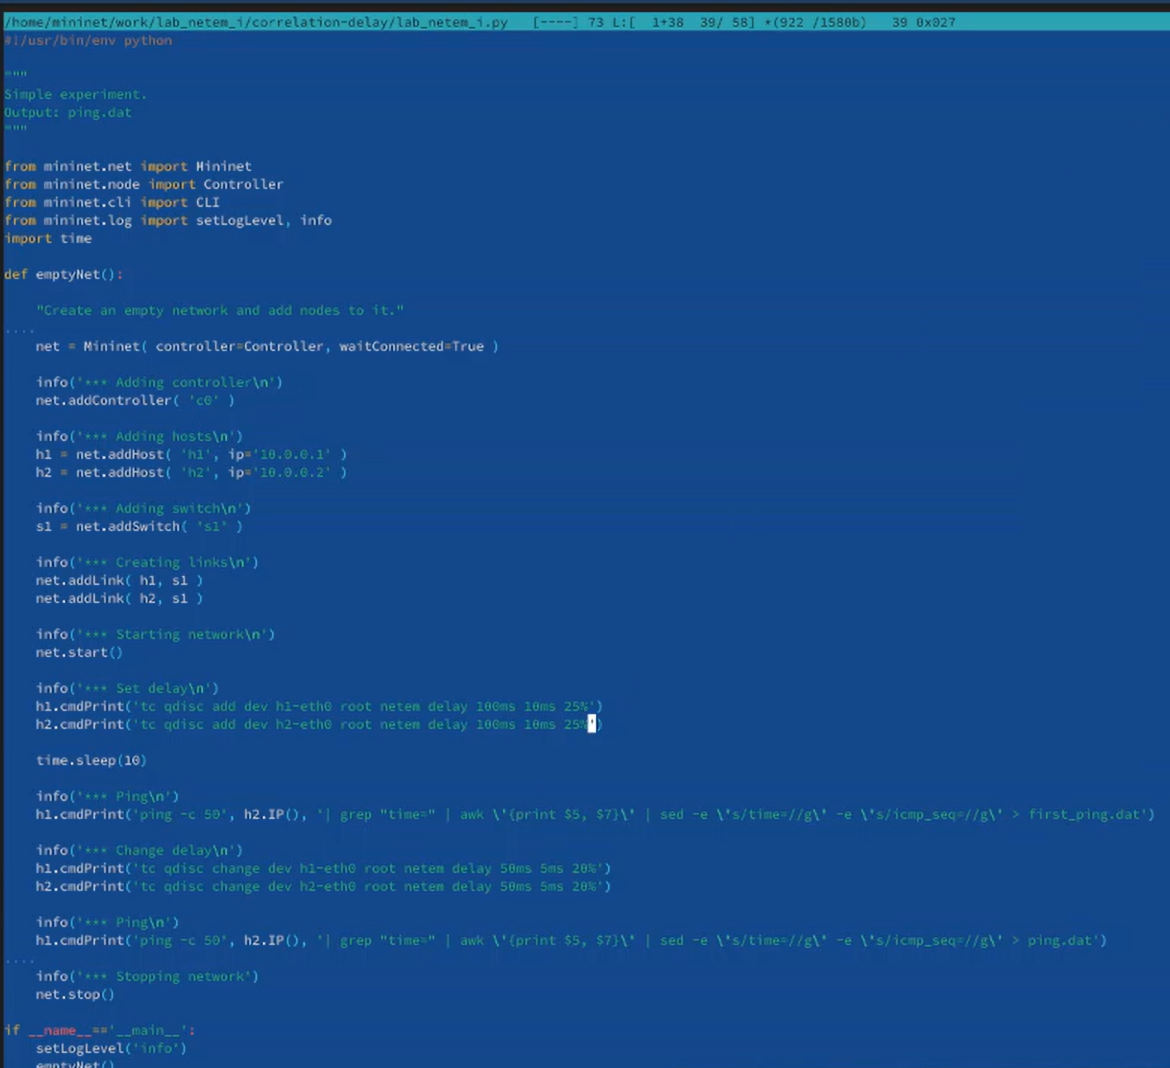 /home/mininet/work/lab_netem_i/correlation-delay/lab_netem_i.py   [----] 73 L:[  1+38  39/ 58] *(922 /1580b)   39 0x027
#!/usr/bin/env python
"""
Simple experiment.
Output: ping.dat
"""
from mininet.net import Mininet
from mininet.node import Controller
from mininet.cli import CLI
from mininet.log import setLogLevel, info
import time
def emptyNet():
    "Create an empty network and add nodes to it."
....
    net = Mininet( controller=Controller, waitConnected=True )
    info('*** Adding controller\n')
    net.addController( 'c0' )
    info('*** Adding hosts\n')
    h1 = net.addHost( 'h1', ip='10.0.0.1' )
    h2 = net.addHost( 'h2', ip='10.0.0.2' )
    info('*** Adding switch\n')
    s1 = net.addSwitch( 's1' )
    info('*** Creating links\n')
    net.addLink( h1, s1 )
    net.addLink( h2, s1 )
    info('*** Starting network\n')
    net.start()
    info('*** Set delay\n')
    h1.cmdPrint('tc qdisc add dev h1-eth0 root netem delay 100ms 10ms 25%')
    h2.cmdPrint('tc qdisc add dev h2-eth0 root netem delay 100ms 10ms 25%')
    time.sleep(10)
    info('*** Ping\n')
    h1.cmdPrint('ping -c 50', h2.IP(), '| grep "time=" | awk \'{print $5, $7}\' | sed -e \'s/time=//g\' -e \'s/icmp_seq=//g\' > first_ping.dat')
    info('*** Change delay\n')
    h1.cmdPrint('tc qdisc change dev h1-eth0 root netem delay 50ms 5ms 20%')
    h2.cmdPrint('tc qdisc change dev h2-eth0 root netem delay 50ms 5ms 20%')
    info('*** Ping\n')
    h1.cmdPrint('ping -c 50', h2.IP(), '| grep "time=" | awk \'{print $5, $7}\' | sed -e \'s/time=//g\' -e \'s/icmp_seq=//g\' > ping.dat')
....
    info('*** Stopping network')
    net.stop()
if __name__=='__main__':
    setLogLevel('info')
    emptyNet()